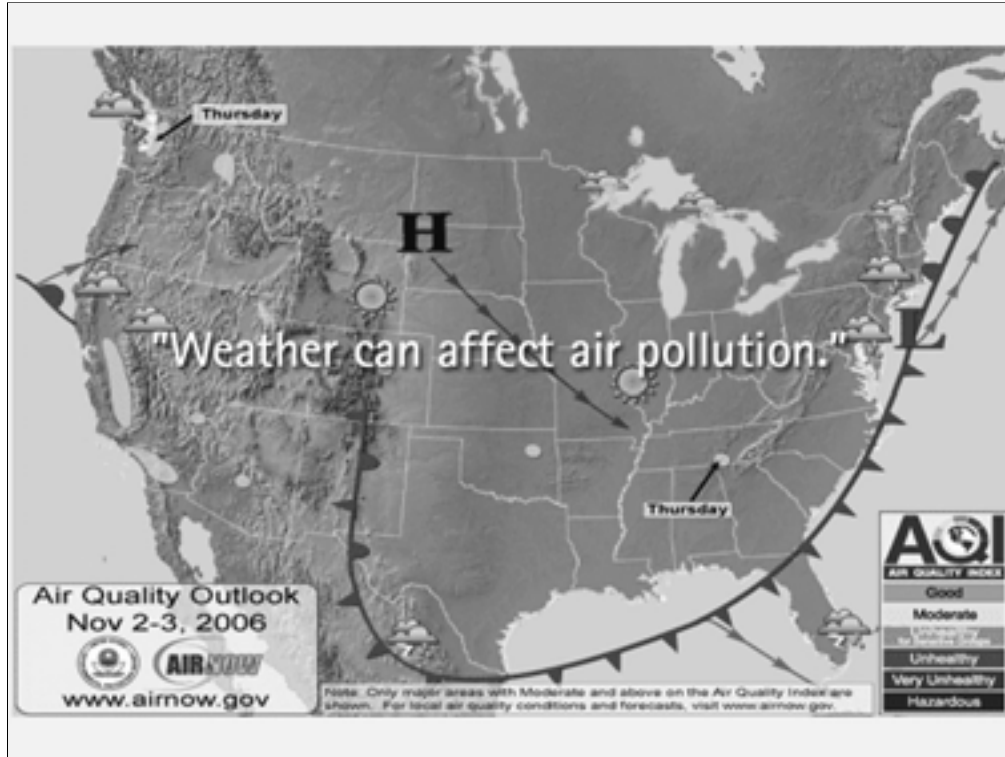 Thursday
H
"Weather can affect air pollution."
L
Thursday
AQI
AIR QUALITY INDEX
Good
Moderate
Unhealthy
Unhealthy
Very Unhealthy
Hazardous
Air Quality Outlook
Nov 2-3, 2006
AIRNOW
www.airnow.gov
Note: Only major areas with Moderate and above on the Air Quality Index are
shown. For local air quality conditions and forecasts, visit www.airnow.gov.